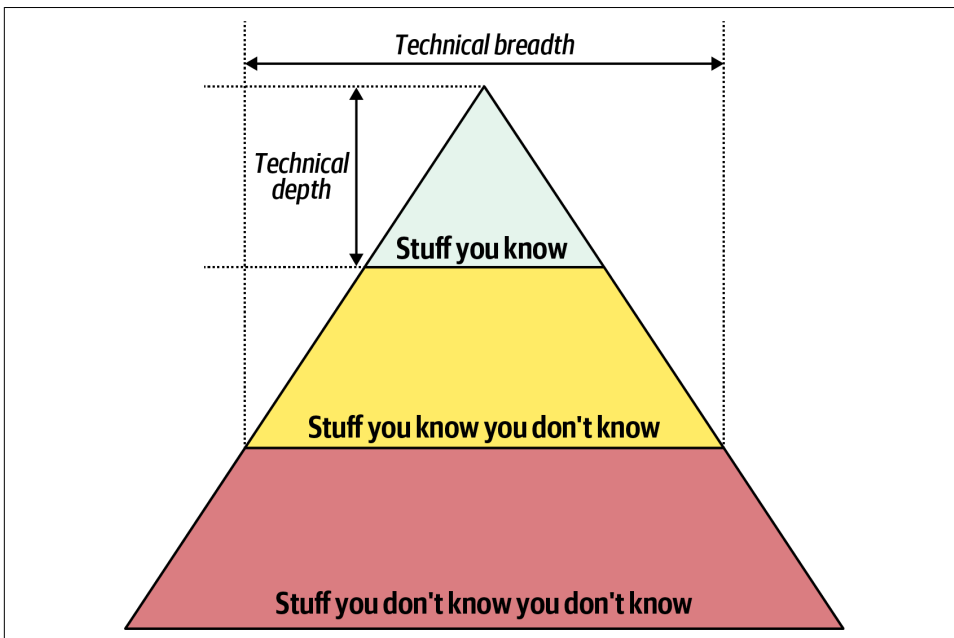 Technical breadth
Technical
depth
Stuff you know
Stuff you know you don't know
Stuff you don't know you don't know